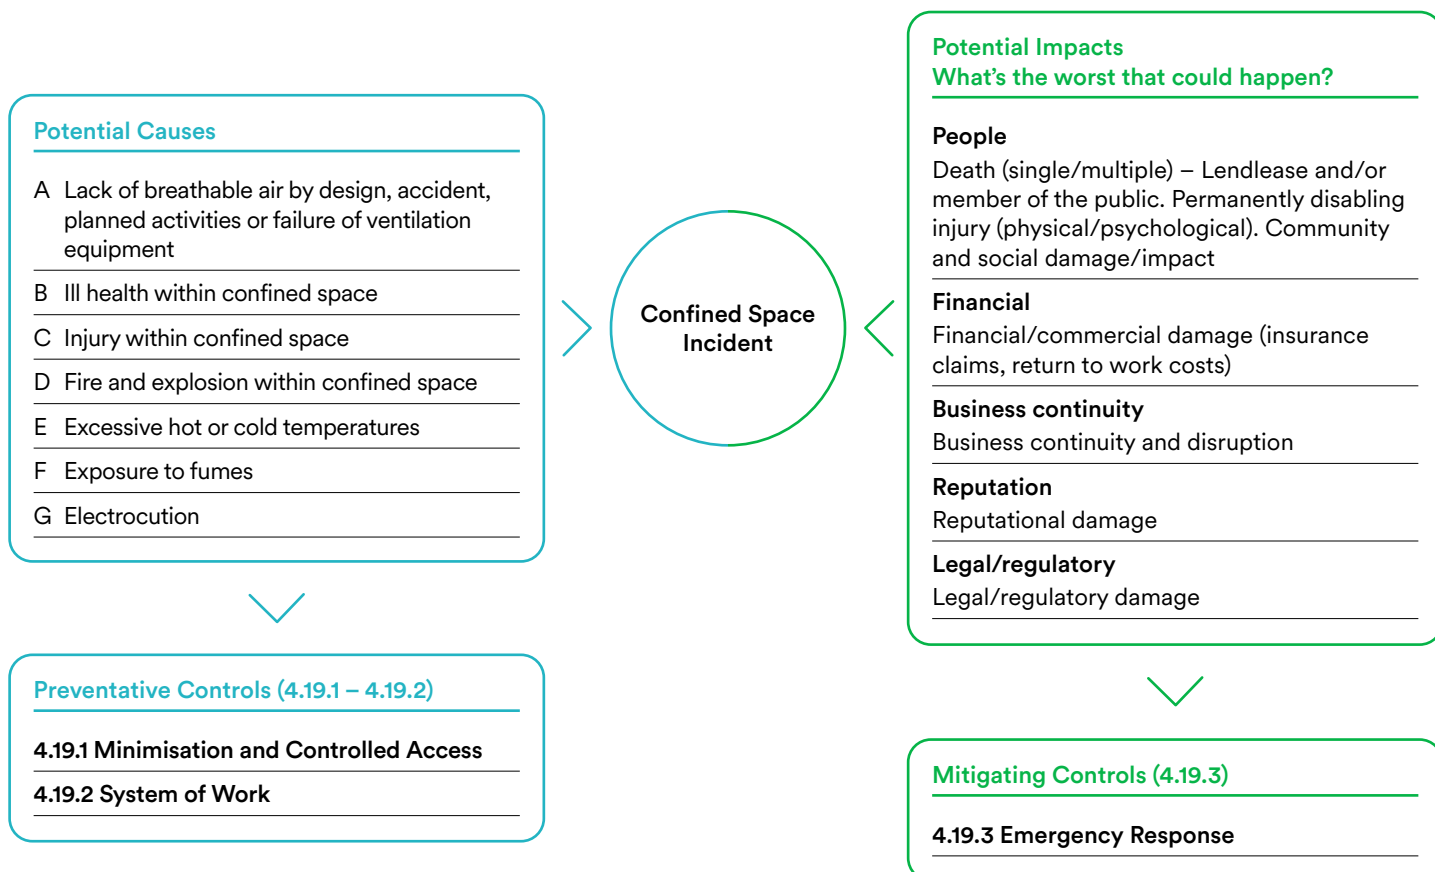 Potential Causes
A Lack of breathable air by design, accident,
planned activities or failure of ventilation
equipment
B Ill health within confined space
C Injury within confined space
D Fire and explosion within confined space
E Excessive hot or cold temperatures
F Exposure to fumes
G Electrocution
Preventative Controls (4.19.1 – 4.19.2)
4.19.1 Minimisation and Controlled Access
4.19.2 System of Work
Confined Space
Incident
Potential Impacts
What’s the worst that could happen?
People
Death (single/multiple) – Lendlease and/or
member of the public. Permanently disabling
injury (physical/psychological). Community
and social damage/impact
Financial
Financial/commercial damage (insurance
claims, return to work costs)
Business continuity
Business continuity and disruption
Reputation
Reputational damage
Legal/regulatory
Legal/regulatory damage
Mitigating Controls (4.19.3)
4.19.3 Emergency Response